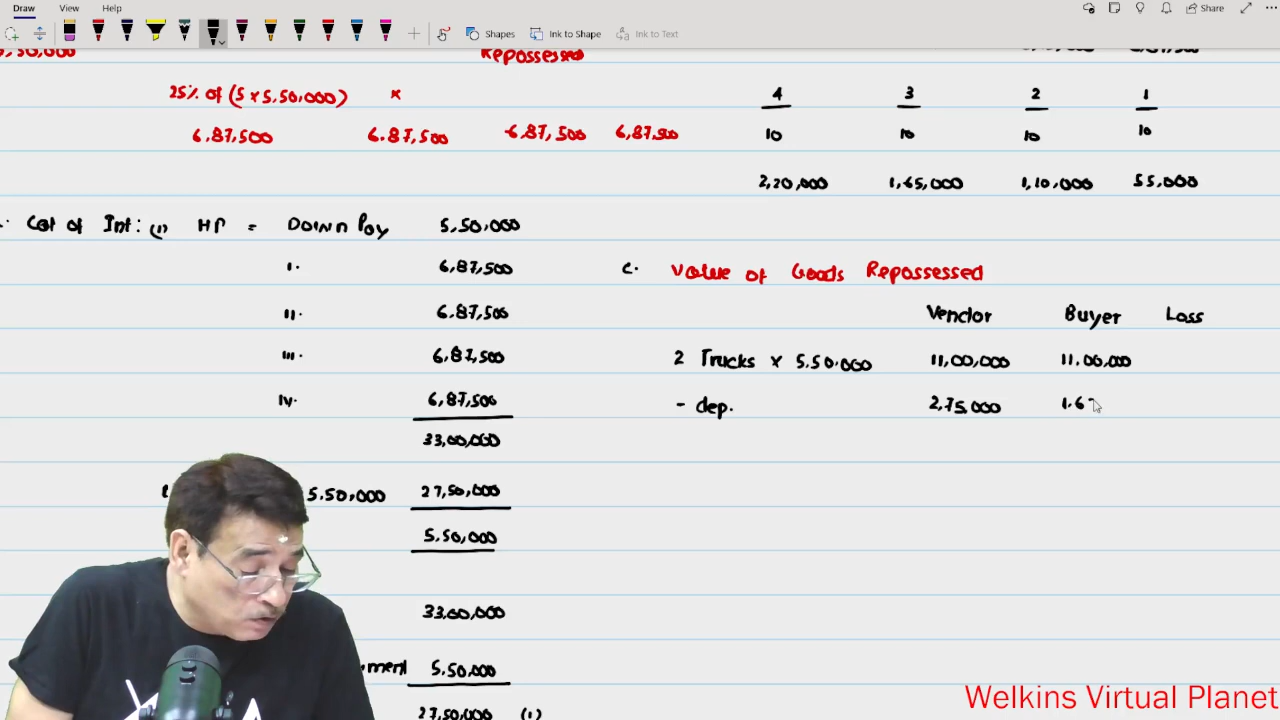 Draw View Help
Share
Shapes Ink to Shape Ink to Text
Repossessed
25% of (5 x 5,50,000) x
6,87,500 6,87,500 6,87,500 6,87,500
4 3 2 1
10 10 10 10
2,20,000 1,65,000 1,10,000 55,000
Cal of Int: (1) HP = Down Pay 5,50,000
I. 6,87,500
II. 6,87,500
III. 6,87,500
IV. 6,87,500
33,00,000
5,50,000 27,50,000
5,50,000
33,00,000
5,50,000
27,50,000 (1)
c. Value of Goods Repossessed
Vendor Buyer Loss
2 Trucks x 5,50,000 11,00,000 11,00,000
- dep. 2,75,000 1,6
Welkins Virtual Planet